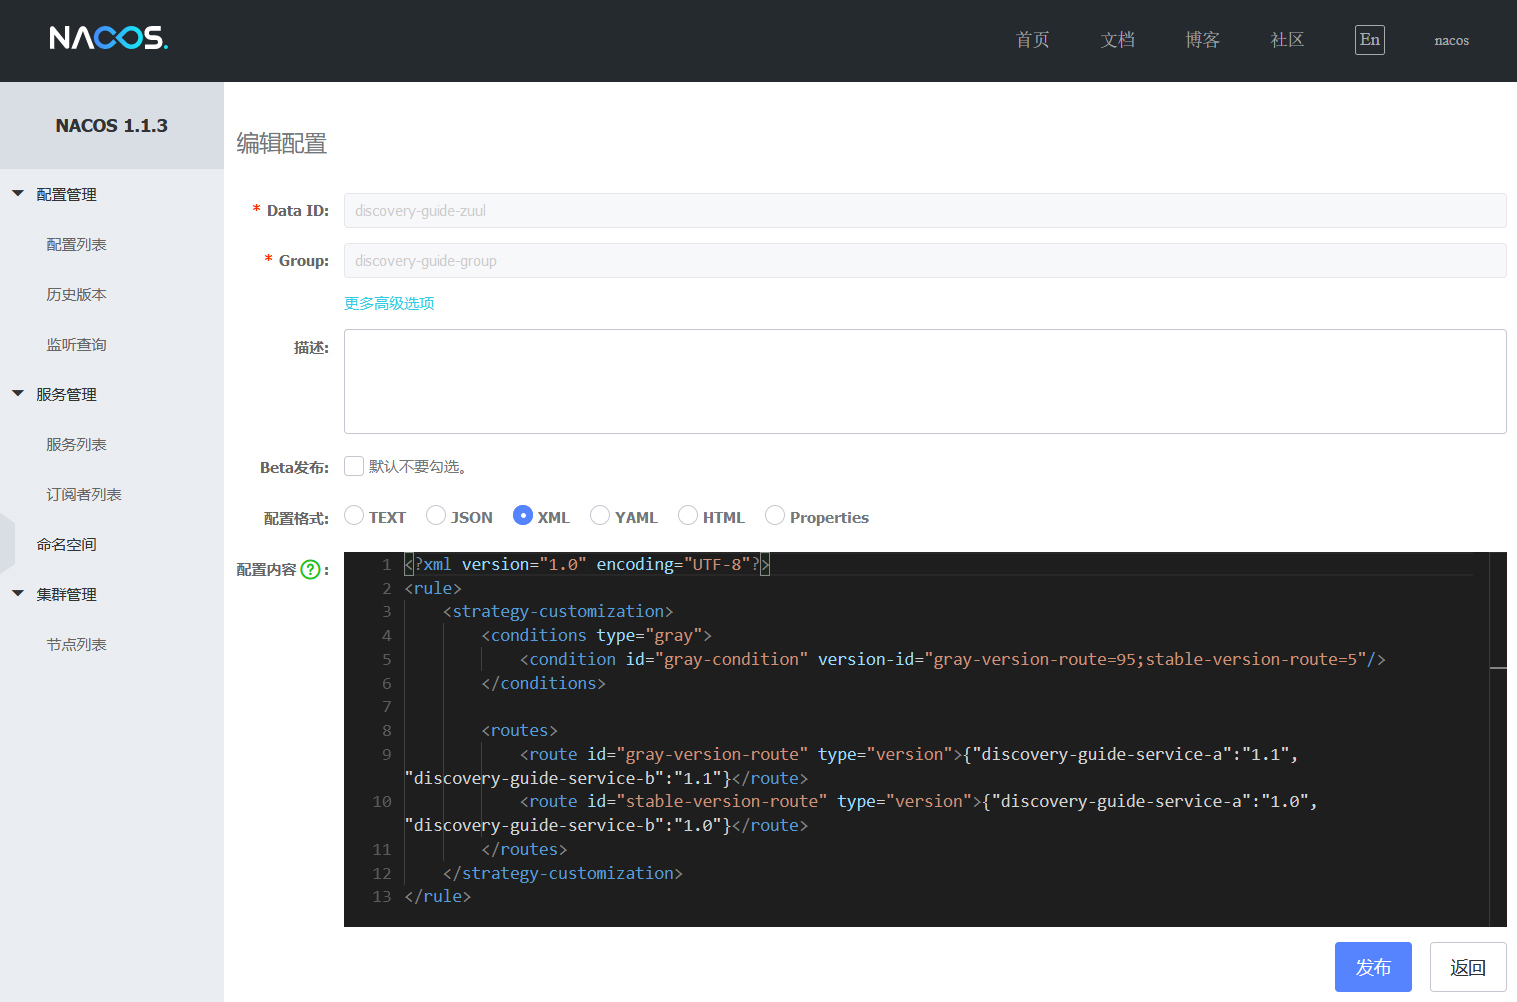 NACOS.
首页 文档 博客 社区 En nacos
NACOS 1.1.3
配置管理
配置列表
历史版本
监听查询
服务管理
服务列表
订阅者列表
命名空间
集群管理
节点列表
编辑配置
* Data ID: discovery-guide-zuul
* Group: discovery-guide-group
更多高级选项
描述:
Beta发布: 默认不要勾选。
配置格式: TEXT JSON XML YAML HTML Properties
配置内容 ? :
1 <?xml version="1.0" encoding="UTF-8"?>
2 <rule>
3 <strategy-customization>
4 <conditions type="gray">
5 <condition id="gray-condition" version-id="gray-version-route=95;stable-version-route=5"/>
6 </conditions>
7
8 <routes>
9 <route id="gray-version-route" type="version">{"discovery-guide-service-a":"1.1",
"discovery-guide-service-b":"1.1"}</route>
10 <route id="stable-version-route" type="version">{"discovery-guide-service-a":"1.0",
"discovery-guide-service-b":"1.0"}</route>
11 </routes>
12 </strategy-customization>
13 </rule>
发布 返回